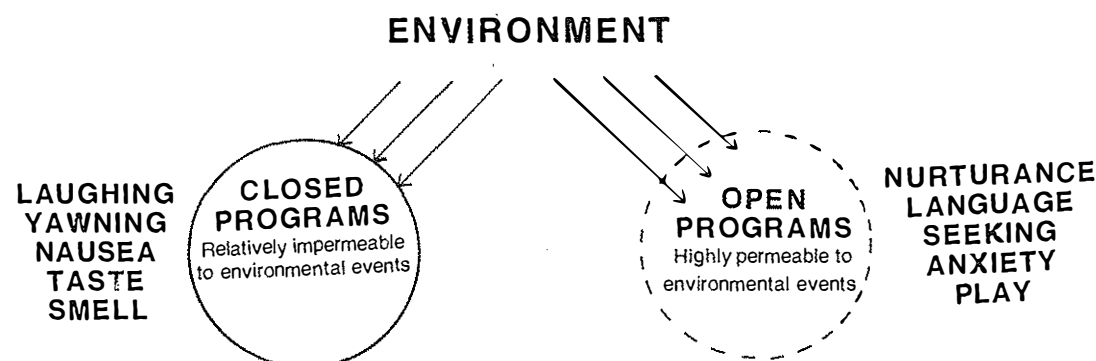 ENVIRONMENT
LAUGHING
YAWNING
NAUSEA
TASTE
SMELL
CLOSED
PROGRAMS
Relatively impermeable
to environmental events
OPEN
PROGRAMS
Highly permeable to
environmental events
NURTURANCE
LANGUAGE
SEEKING
ANXIETY
PLAY